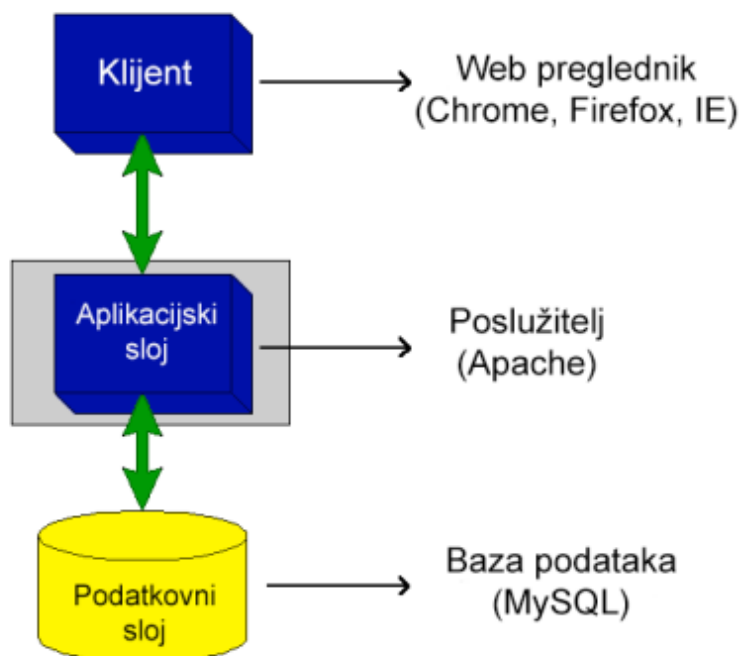 Klijent
Web preglednik
(Chrome, Firefox, IE)
Aplikacijski
sloj
Poslužitelj
(Apache)
Podatkovni
sloj
Baza podataka
(MySQL)